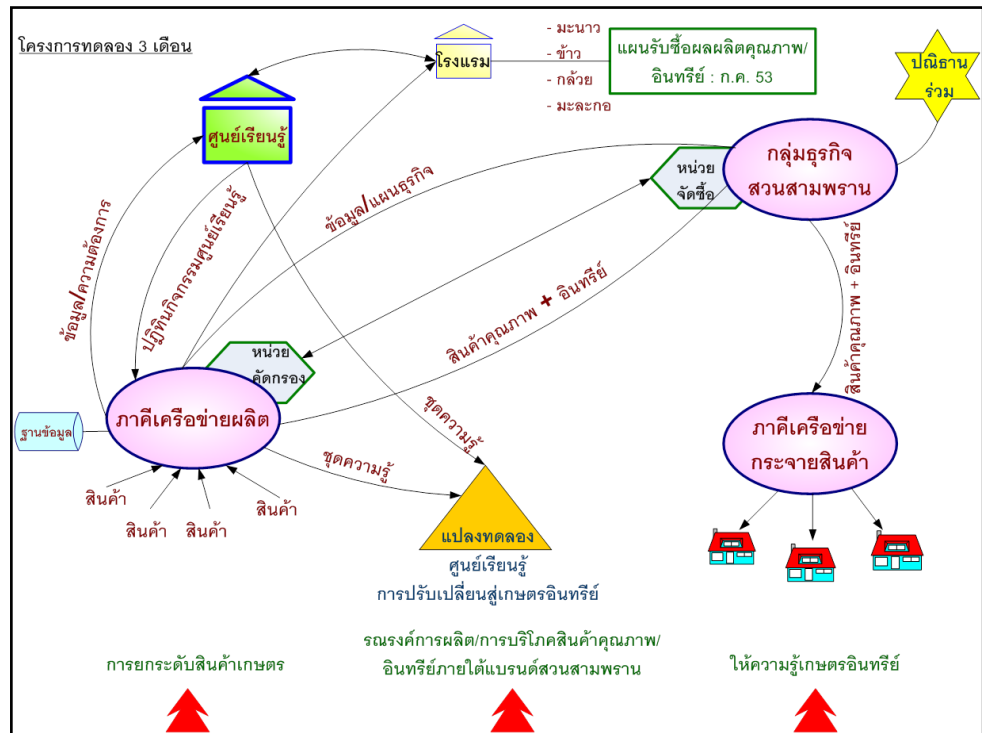 โครงการทดลอง 3 เดือน
โรงแรม
- มะนาว
- ข้าว
- กล้วย
- มะละกอ
แผนรับซื้อผลผลิตคุณภาพ/
อินทรีย์ : ก.ค. 53
ปณิธาน
ร่วม
ศูนย์เรียนรู้
หน่วย
จัดซื้อ
กลุ่มธุรกิจ
สวนสามพราน
ข้อมูล/ความต้องการ
ปฏิทินกิจกรรมศูนย์เรียนรู้
ข้อมูล/แผนธุรกิจ
สินค้าคุณภาพ + อินทรีย์
สินค้าคุณภาพ + อินทรีย์
หน่วย
คัดกรอง
ภาคีเครือข่ายผลิต
ฐานข้อมูล
ชุดความรู้
ชุดความรู้
ภาคีเครือข่าย
กระจายสินค้า
สินค้า
สินค้า
สินค้า
สินค้า
แปลงทดลอง
ศูนย์เรียนรู้
การปรับเปลี่ยนสู่เกษตรอินทรีย์
การยกระดับสินค้าเกษตร
รณรงค์การผลิต/การบริโภคสินค้าคุณภาพ/
อินทรีย์ภายใต้แบรนด์สวนสามพราน
ให้ความรู้เกษตรอินทรีย์